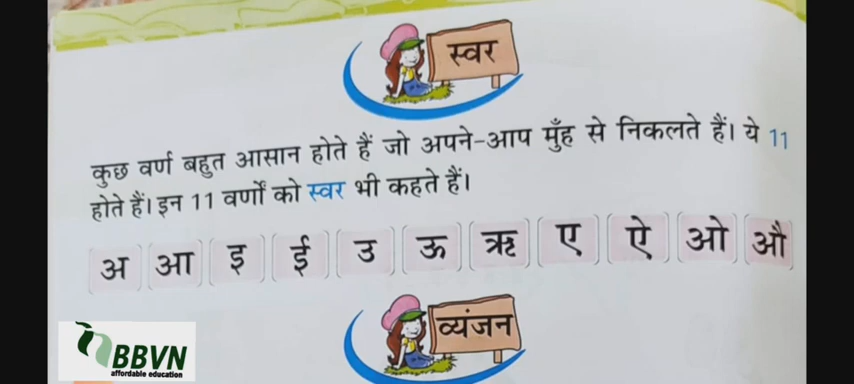 स्वर
कुछ वर्ण बहुत आसान होते हैं जो अपने-आप मुँह से निकलते हैं। ये 11
होते हैं। इन 11 वर्णों को स्वर भी कहते हैं।
अ आ इ ई उ ऊ ऋ ए ऐ ओ औ
व्यंजन
BBVN
affordable education